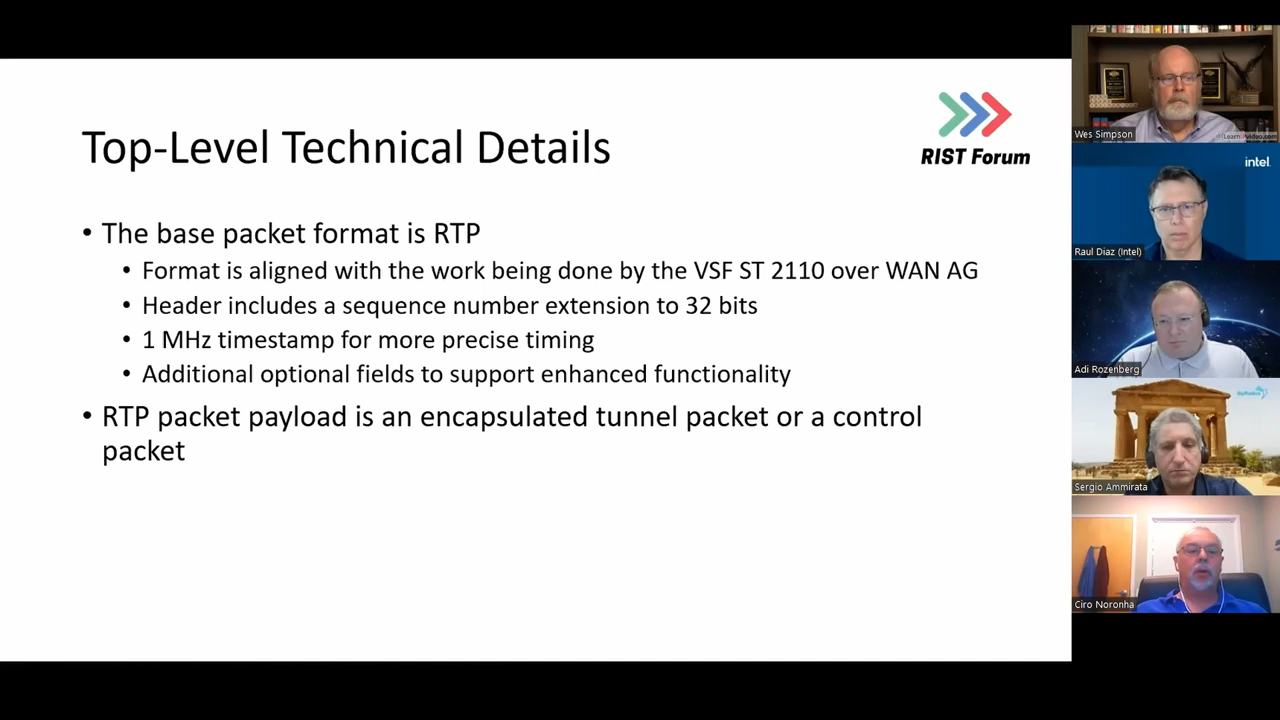 Top-Level Technical Details
RIST Forum
• The base packet format is RTP
• Format is aligned with the work being done by the VSF ST 2110 over WAN AG
• Header includes a sequence number extension to 32 bits
• 1 MHz timestamp for more precise timing
• Additional optional fields to support enhanced functionality
• RTP packet payload is an encapsulated tunnel packet or a control
packet
Wes Simpson
intel.
Raul Diaz (Intel)
Adi Rozenberg
Sergio Ammirata
Ciro Noronha